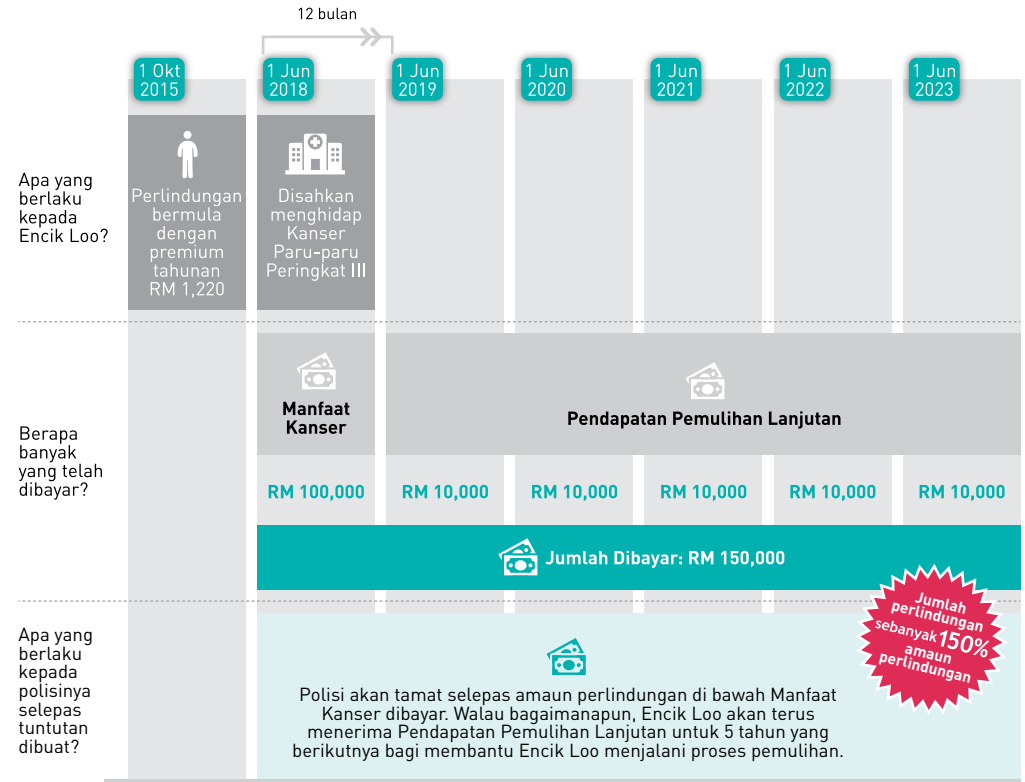 12 bulan
1 Okt
2015
1 Jun
2018
1 Jun
2019
1 Jun
2020
1 Jun
2021
1 Jun
2022
1 Jun
2023
Apa yang
berlaku
kepada
Encik Loo?
Perlindungan
bermula
dengan
premium
tahunan
RM 1,220
Disahkan
menghidap
Kanser
Paru-paru
Peringkat III
Berapa
banyak
yang telah
dibayar?
Manfaat
Kanser
Pendapatan Pemulihan Lanjutan
RM 100,000
RM 10,000
RM 10,000
RM 10,000
RM 10,000
RM 10,000
Jumlah Dibayar: RM 150,000
Jumlah
perlindungan
sebanyak 150%
amaun
perlindungan
Apa yang
berlaku
kepada
polisinya
selepas
tuntutan
dibuat?
Polisi akan tamat selepas amaun perlindungan di bawah Manfaat
Kanser dibayar. Walau bagaimanapun, Encik Loo akan terus
menerima Pendapatan Pemulihan Lanjutan untuk 5 tahun yang
berikutnya bagi membantu Encik Loo menjalani proses pemulihan.